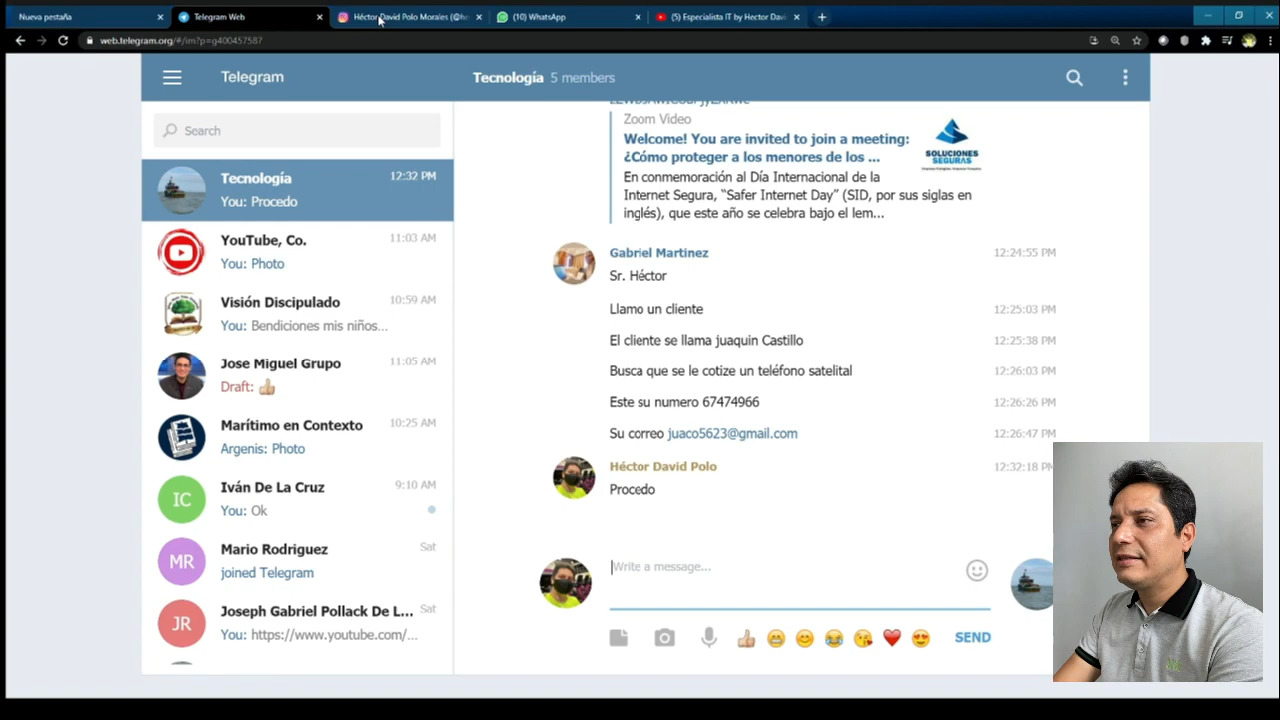 Nueva pestaña
Telegram Web
Héctor David Polo Morales (@he
(10) WhatsApp
(5) Especialista IT by Hector Davi
web.telegram.org/#/im?p=g400457587
Telegram
Tecnología 5 members
Search
Tecnología 12:32 PM
You: Procedo
YouTube, Co. 11:03 AM
You: Photo
Visión Discipulado 10:59 AM
You: Bendiciones mis niños...
Jose Miguel Grupo 11:05 AM
Draft: 👍🏼
Marítimo en Contexto 10:25 AM
Argenis: Photo
IC
Iván De La Cruz 9:10 AM
You: Ok
MR
Mario Rodriguez Sat
joined Telegram
JR
Joseph Gabriel Pollack De L... Sat
You: https://www.youtube.com/...
Zoom Video
Welcome! You are invited to join a meeting:
¿Cómo proteger a los menores de los ...
SOLUCIONES
SEGURAS
En conmemoración al Día Internacional de la
Internet Segura, “Safer Internet Day” (SID, por sus siglas en
inglés), que este año se celebra bajo el lem...
Gabriel Martinez 12:24:55 PM
Sr. Héctor
Llamo un cliente 12:25:03 PM
El cliente se llama juaquin Castillo 12:25:38 PM
Busca que se le cotize un teléfono satelital 12:26:03 PM
Este su numero 67474966 12:26:26 PM
Su correo juaco5623@gmail.com 12:26:47 PM
Héctor David Polo 12:32:18 PM
Procedo
Write a message...
SEND